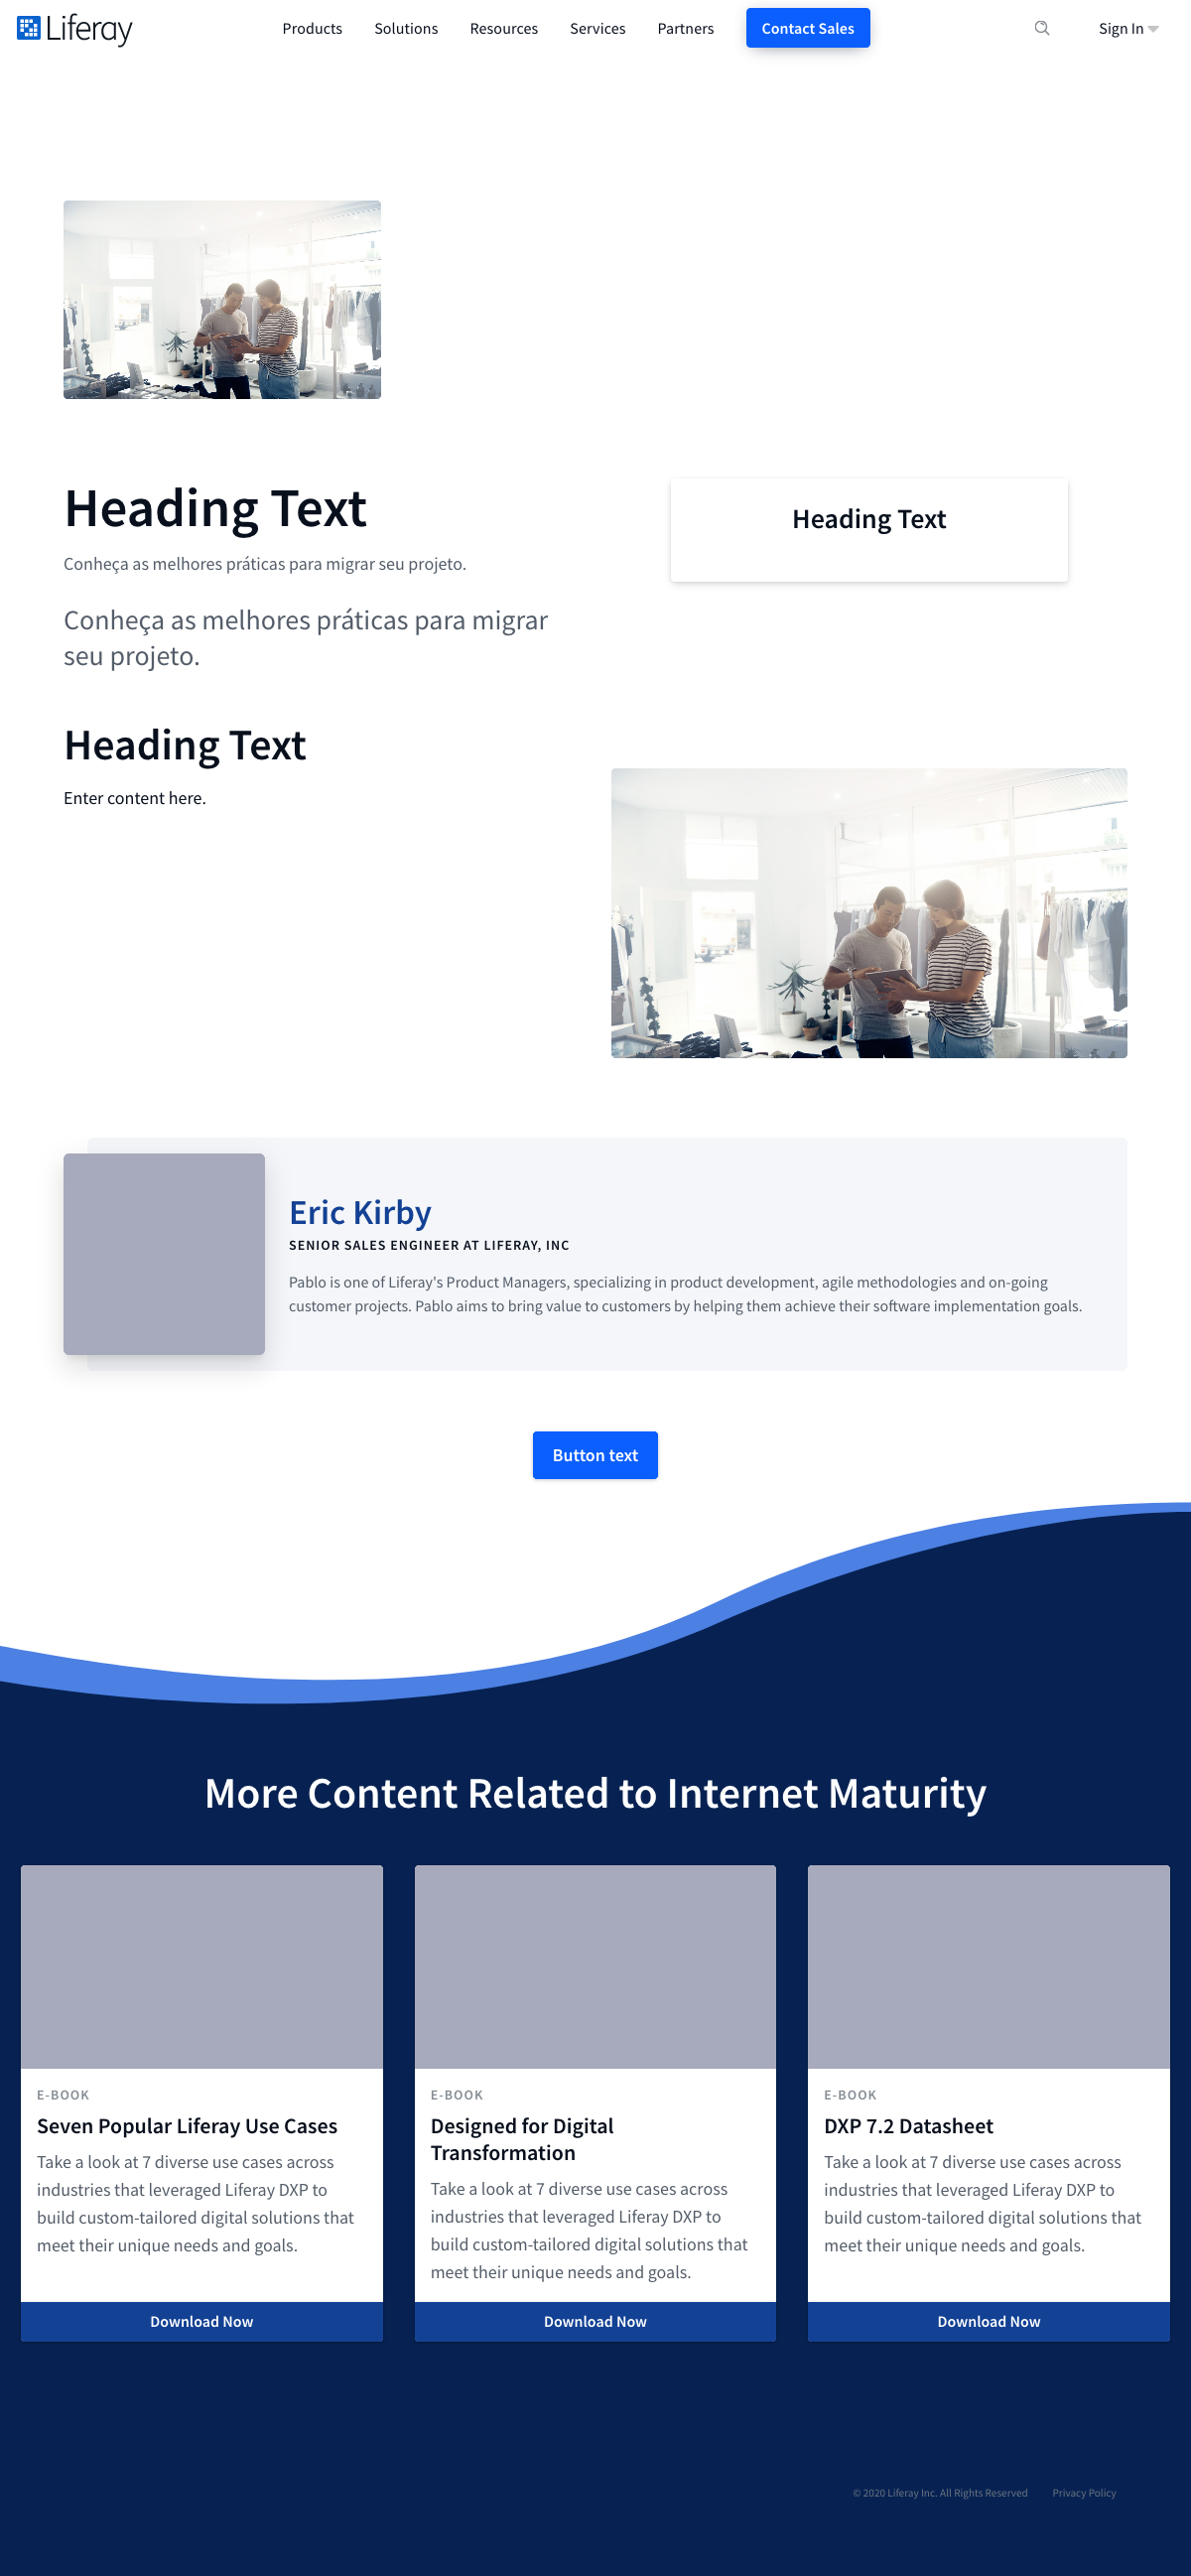 Liferay
Products Solutions Resources Services Partners Contact Sales Sign In
Heading Text
Conheça as melhores práticas para migrar seu projeto.
Conheça as melhores práticas para migrar
seu projeto.
Heading Text
Heading Text
Enter content here.
Eric Kirby
SENIOR SALES ENGINEER AT LIFERAY, INC
Pablo is one of Liferay's Product Managers, specializing in product development, agile methodologies and on-going
customer projects. Pablo aims to bring value to customers by helping them achieve their software implementation goals.
Button text
More Content Related to Internet Maturity
E-BOOK
Seven Popular Liferay Use Cases
Take a look at 7 diverse use cases across
industries that leveraged Liferay DXP to
build custom-tailored digital solutions that
meet their unique needs and goals.
Download Now
E-BOOK
Designed for Digital
Transformation
Take a look at 7 diverse use cases across
industries that leveraged Liferay DXP to
build custom-tailored digital solutions that
meet their unique needs and goals.
Download Now
E-BOOK
DXP 7.2 Datasheet
Take a look at 7 diverse use cases across
industries that leveraged Liferay DXP to
build custom-tailored digital solutions that
meet their unique needs and goals.
Download Now
© 2020 Liferay Inc. All Rights Reserved Privacy Policy